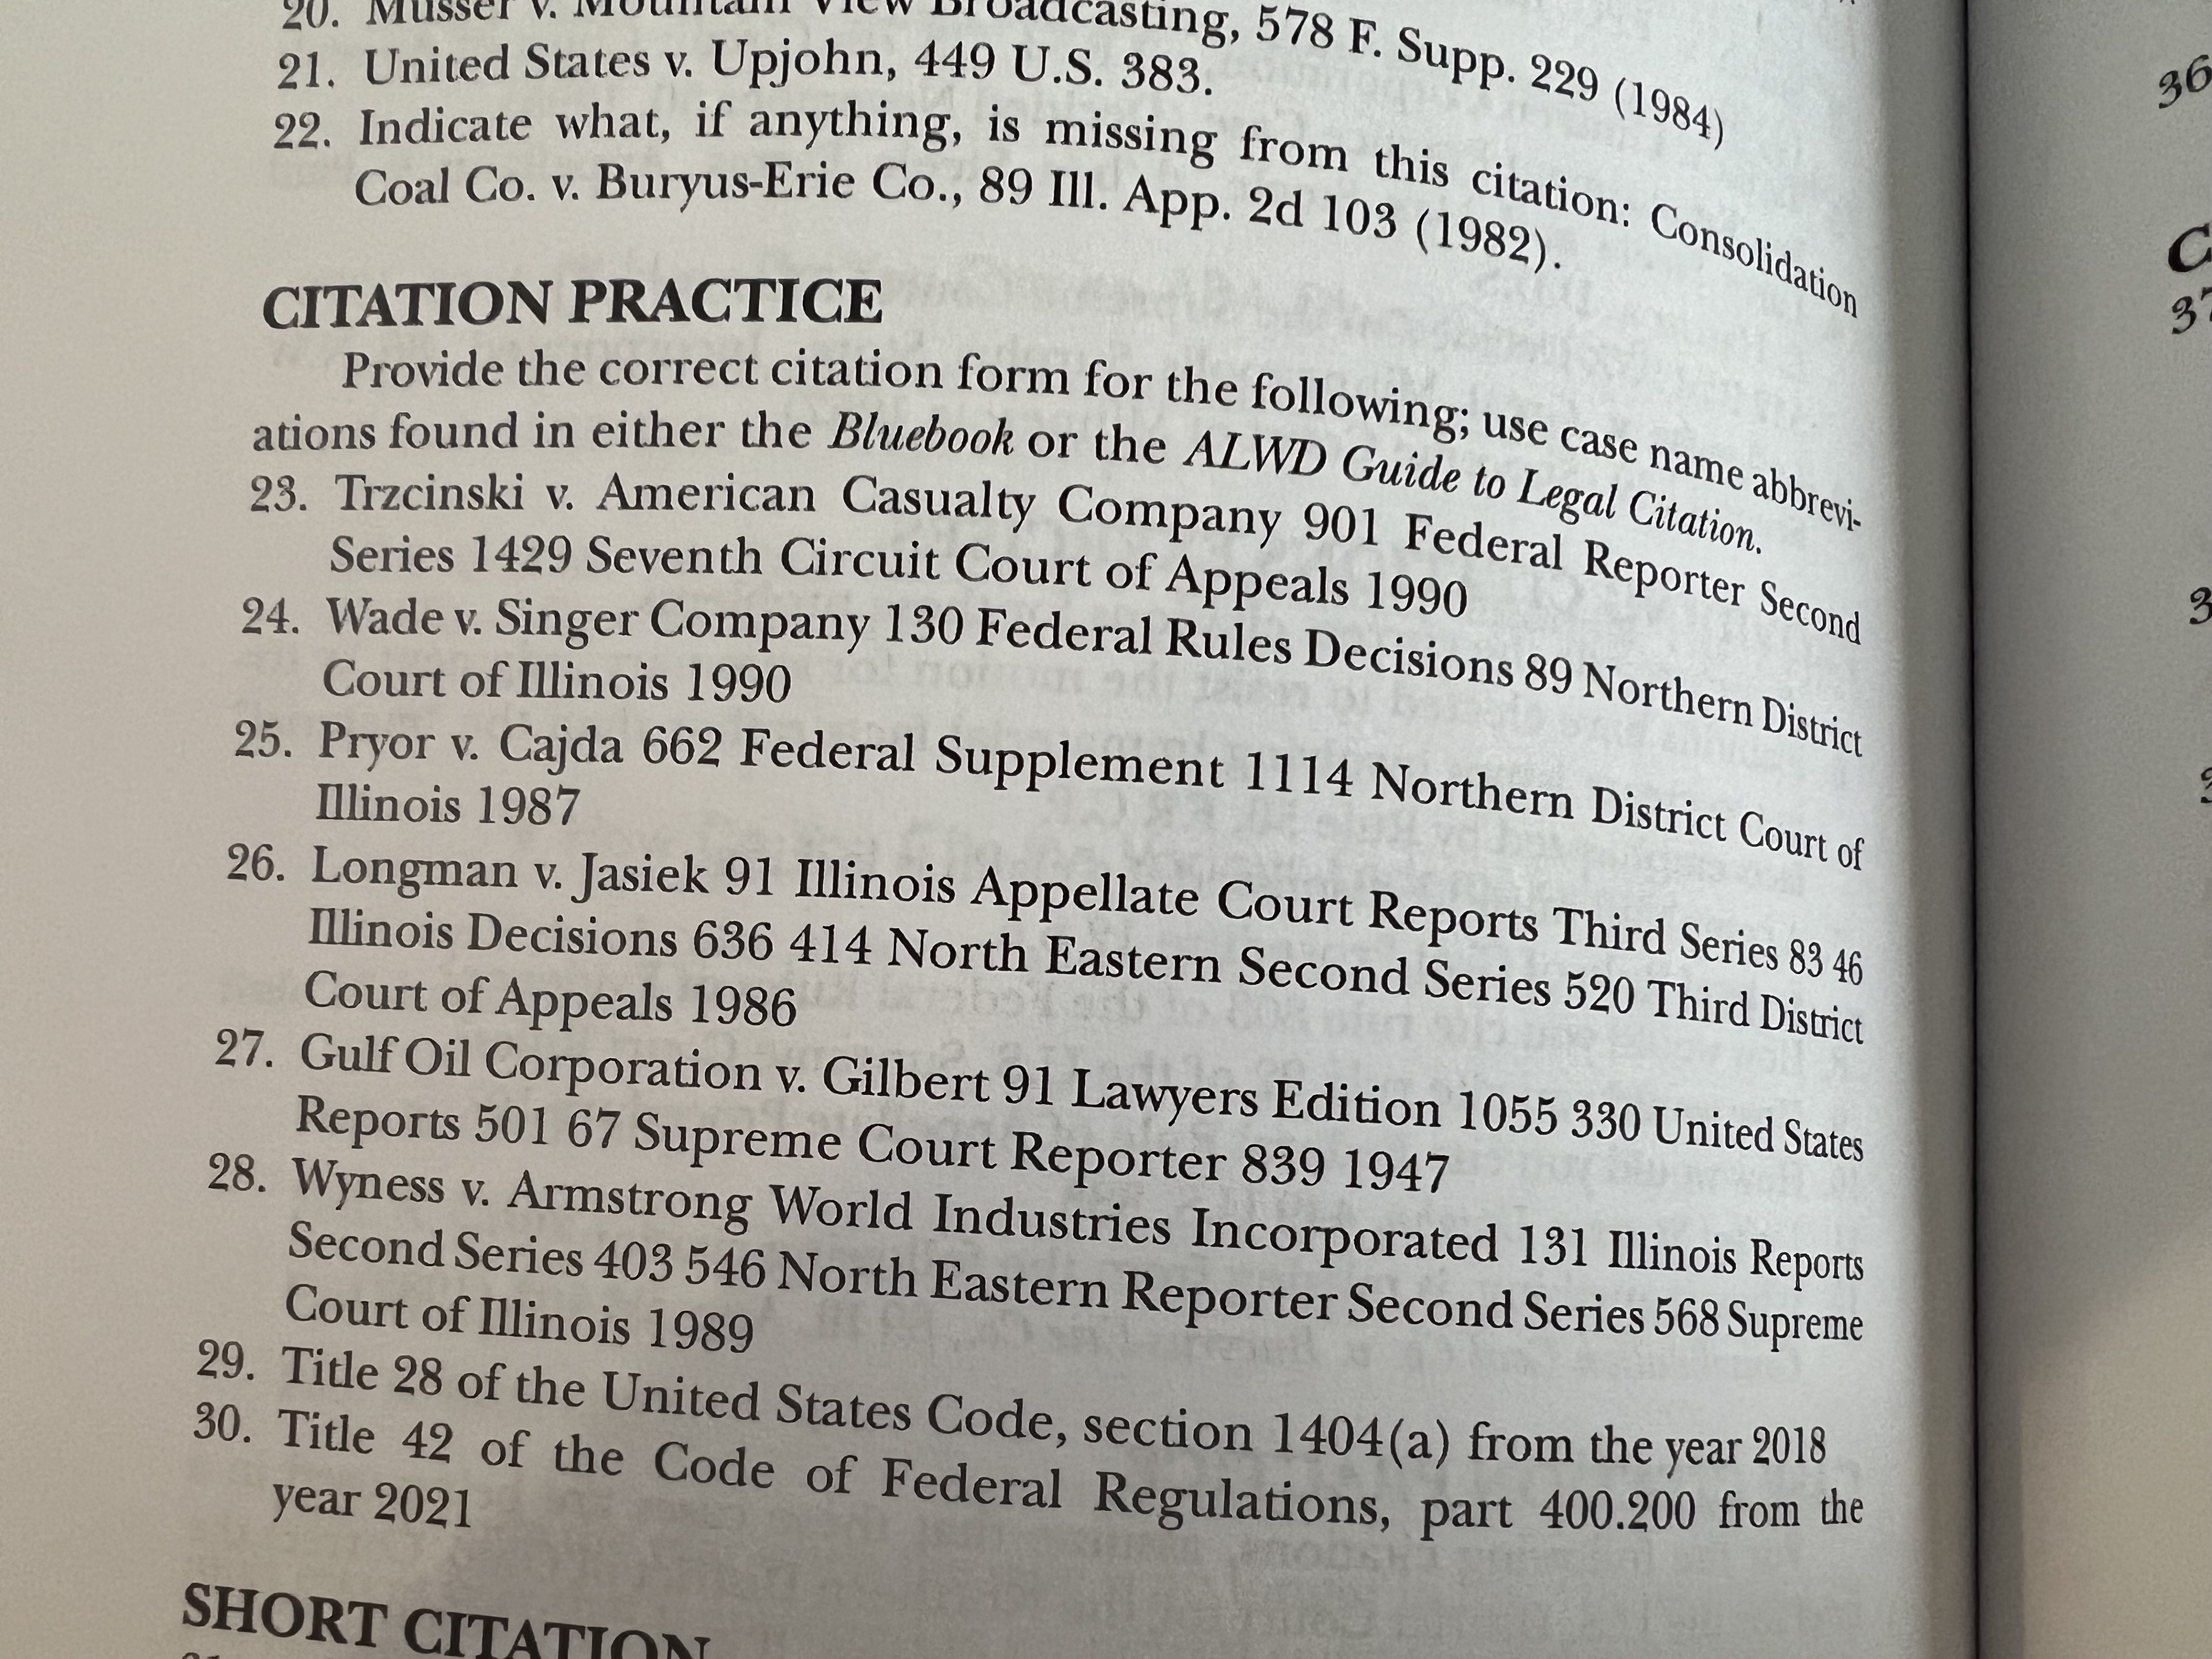 20. Musser v. Mountain View Broadcasting, 578 F. Supp. 229 (1984)
21. United States v. Upjohn, 449 U.S. 383.
22. Indicate what, if anything, is missing from this citation: Consolidation
Coal Co. v. Buryus-Erie Co., 89 Ill. App. 2d 103 (1982).
CITATION PRACTICE
Provide the correct citation form for the following; use case name abbrevi-
ations found in either the Bluebook or the ALWD Guide to Legal Citation.
23. Trzcinski v. American Casualty Company 901 Federal Reporter Second
Series 1429 Seventh Circuit Court of Appeals 1990
24. Wade v. Singer Company 130 Federal Rules Decisions 89 Northern District
Court of Illinois 1990
25. Pryor v. Cajda 662 Federal Supplement 1114 Northern District Court of
Illinois 1987
26. Longman v. Jasiek 91 Illinois Appellate Court Reports Third Series 83 46
Illinois Decisions 636 414 North Eastern Second Series 520 Third District
Court of Appeals 1986
27. Gulf Oil Corporation v. Gilbert 91 Lawyers Edition 1055 330 United States
Reports 501 67 Supreme Court Reporter 839 1947
28. Wyness v. Armstrong World Industries Incorporated 131 Illinois Reports
Second Series 403 546 North Eastern Reporter Second Series 568 Supreme
Court of Illinois 1989
29. Title 28 of the United States Code, section 1404(a) from the year 2018
30. Title 42 of the Code of Federal Regulations, part 400.200 from the
year 2021
SHORT CITATION
36